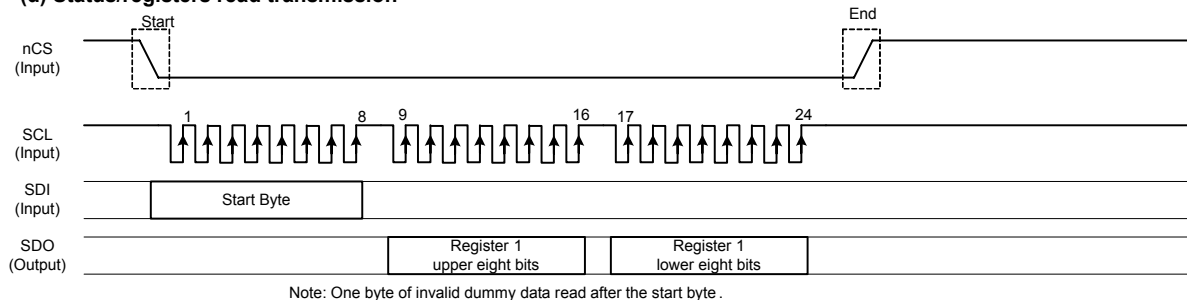 (d) Status/registers read transmission
Start
End
nCS
(Input)
1
8
9
16
17
24
SCL
(Input)
SDI
(Input)
Start Byte
SDO
(Output)
Register 1
upper eight bits
Register 1
lower eight bits
Note: One byte of invalid dummy data read after the start byte .